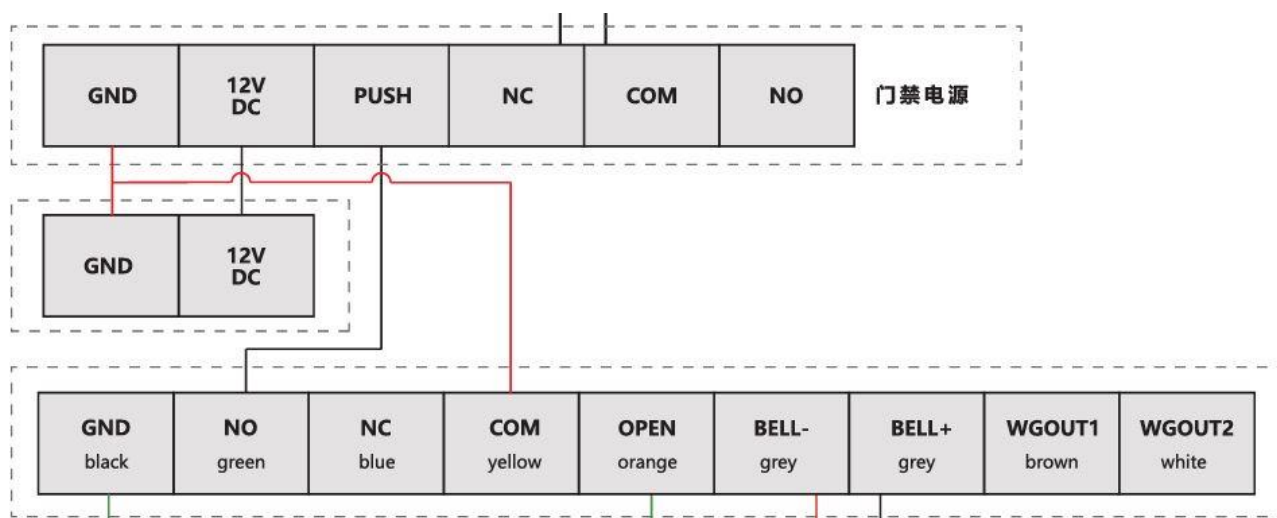 GND
12V
DC
PUSH
NC
COM
NO
门禁电源
GND
12V
DC
GND
black
NO
green
NC
blue
COM
yellow
OPEN
orange
BELL-
grey
BELL+
grey
WGOUT1
brown
WGOUT2
white